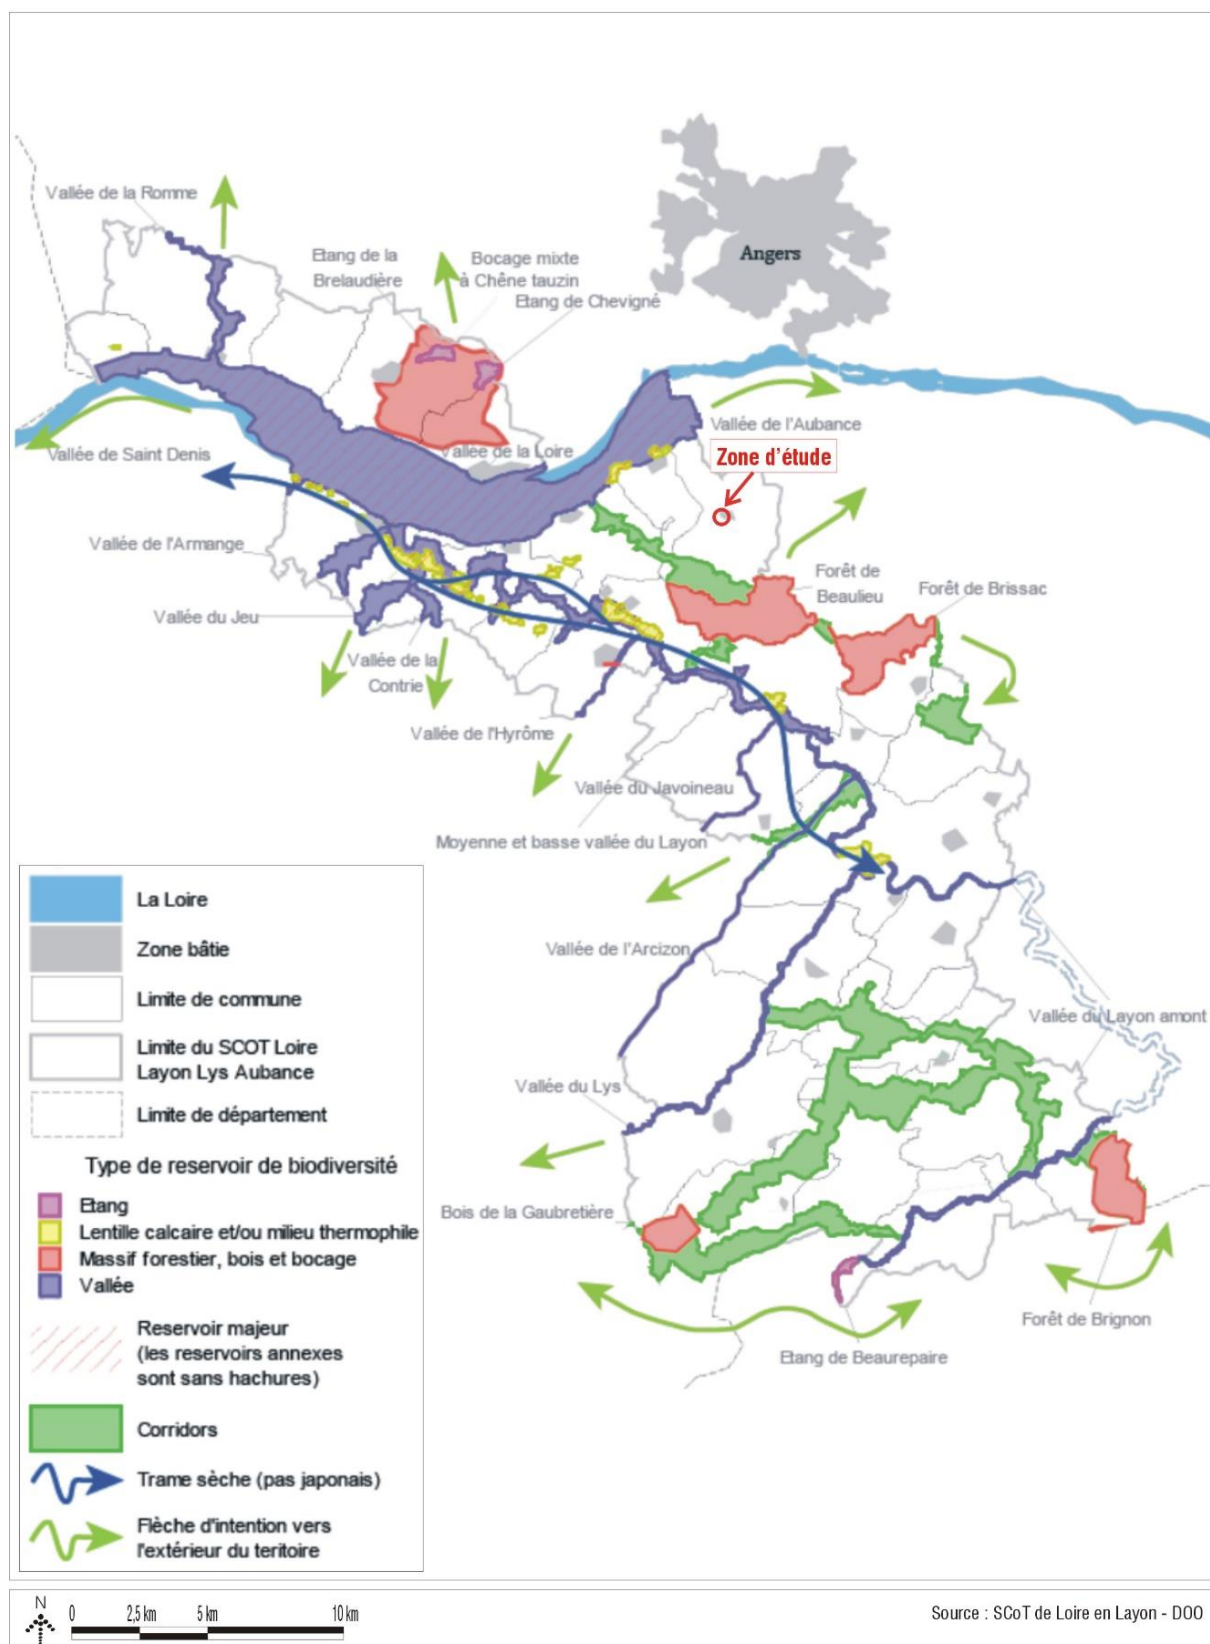 Angers
Vallée de la Romme
Etang de la
Brelaudière
Bocage mixte
à Chêne tauzin
Etang de Chevigné
Vallée de l'Aubance
Vallée de la Loire
Vallée de Saint Denis
Zone d'étude
Vallée de l'Armange
Forêt de
Beaulieu
Forêt de Brissac
Vallée du Jeu
Vallée de la
Contrie
Vallée de l'Hyrôme
Vallée du Javoineau
Moyenne et basse vallée du Layon
Vallée de l'Arcizon
Vallée du Layon amont
Vallée du Lys
Bois de la Gaubretière
Forêt de Brignon
Etang de Beaurepaire
La Loire
Zone bâtie
Limite de commune
Limite du SCOT Loire
Layon Lys Aubance
Limite de département
Type de reservoir de biodiversité
Etang
Lentille calcaire et/ou milieu thermophile
Massif forestier, bois et bocage
Vallée
Reservoir majeur
(les reservoirs annexes
sont sans hachures)
Corridors
Trame sèche (pas japonais)
Flèche d'intention vers
l'extérieur du teritoire
N
0 2,5 km 5 km 10 km
Source : SCoT de Loire en Layon - DOO